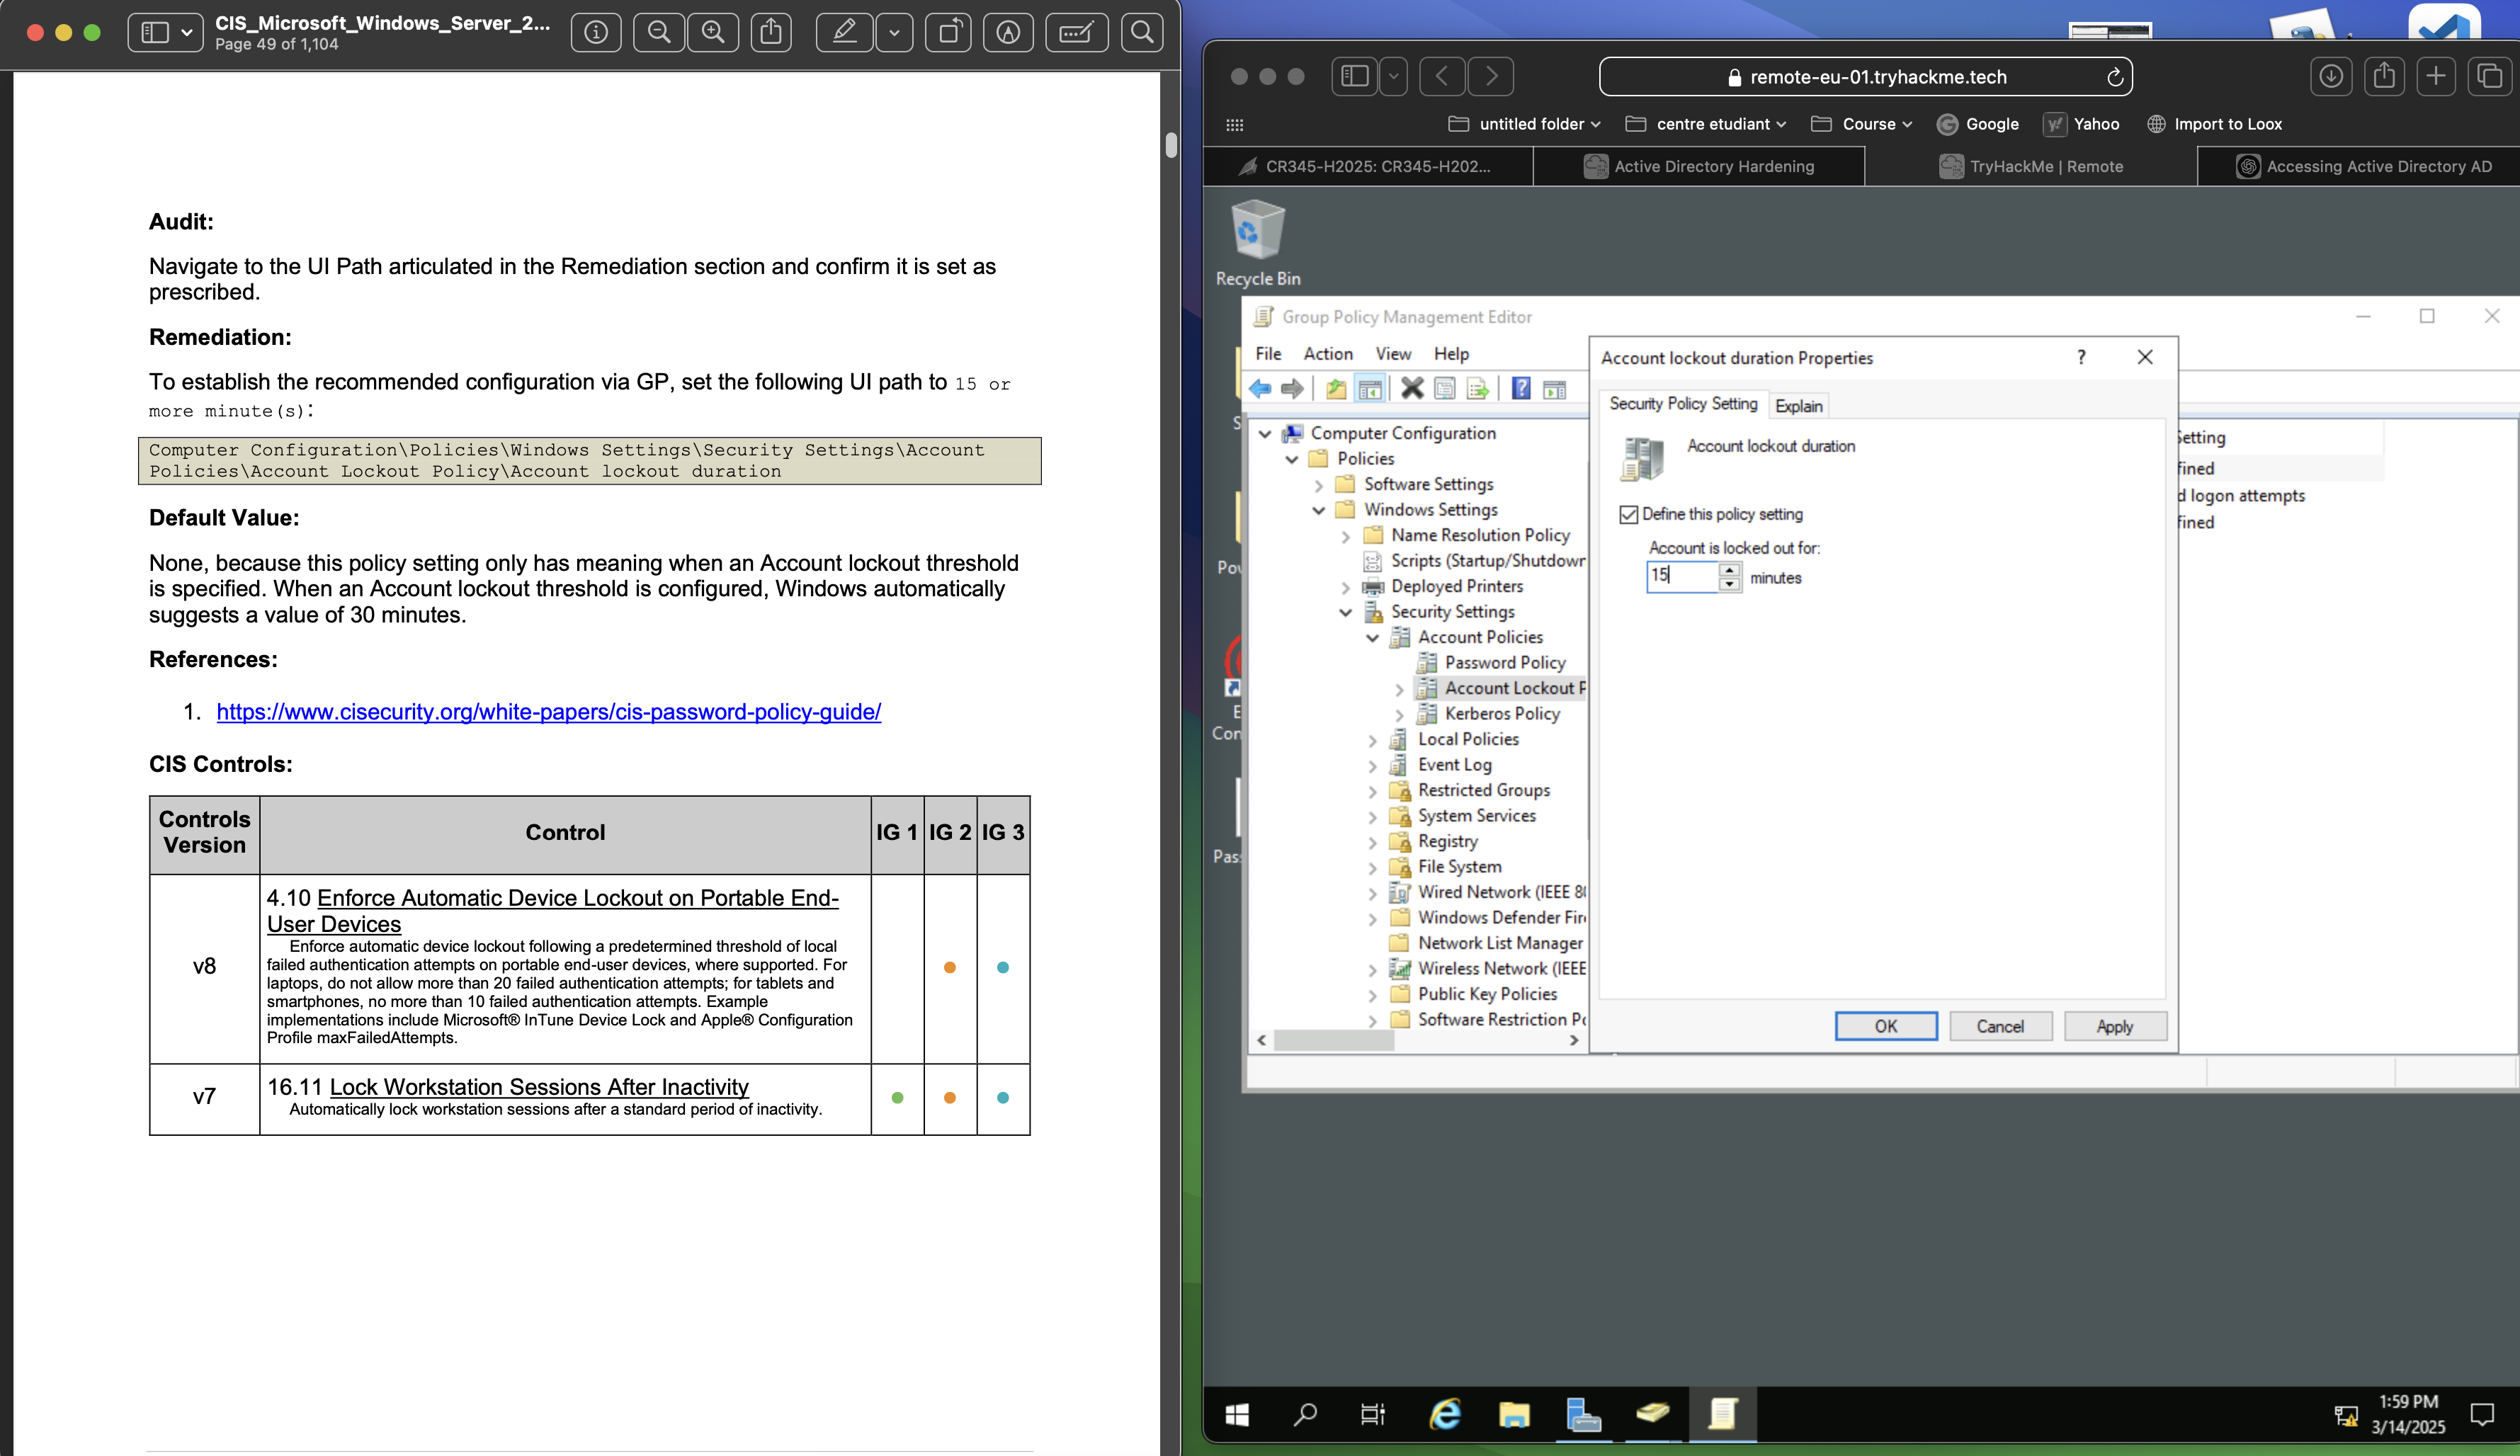 CIS_Microsoft_Windows_Server_2...
Page 49 of 1,104
Audit:
Navigate to the UI Path articulated in the Remediation section and confirm it is set as
prescribed.
Remediation:
To establish the recommended configuration via GP, set the following UI path to 15 or
more minute(s):
Computer Configuration\Policies\Windows Settings\Security Settings\Account
Policies\Account Lockout Policy\Account lockout duration
Default Value:
None, because this policy setting only has meaning when an Account lockout threshold
is specified. When an Account lockout threshold is configured, Windows automatically
suggests a value of 30 minutes.
References:
1. https://www.cisecurity.org/white-papers/cis-password-policy-guide/
CIS Controls:
Controls
Version
Control
IG 1
IG 2
IG 3
v8
4.10 Enforce Automatic Device Lockout on Portable End-
User Devices
Enforce automatic device lockout following a predetermined threshold of local
failed authentication attempts on portable end-user devices, where supported. For
laptops, do not allow more than 20 failed authentication attempts; for tablets and
smartphones, no more than 10 failed authentication attempts. Example
implementations include Microsoft® InTune Device Lock and Apple® Configuration
Profile maxFailedAttempts.
v7
16.11 Lock Workstation Sessions After Inactivity
Automatically lock workstation sessions after a standard period of inactivity.
remote-eu-01.tryhackme.tech
untitled folder
centre etudiant
Course
Google
Yahoo
Import to Loox
CR345-H2025: CR345-H202...
Active Directory Hardening
TryHackMe | Remote
Accessing Active Directory AD
Recycle Bin
Group Policy Management Editor
File Action View Help
Computer Configuration
Policies
Software Settings
Windows Settings
Name Resolution Policy
Scripts (Startup/Shutdown
Deployed Printers
Security Settings
Account Policies
Password Policy
Account Lockout P
Kerberos Policy
Local Policies
Event Log
Restricted Groups
System Services
Registry
File System
Wired Network (IEEE 80
Windows Defender Fire
Network List Manager
Wireless Network (IEEE
Public Key Policies
Software Restriction Po
Account lockout duration Properties
Security Policy Setting
Explain
Account lockout duration
Define this policy setting
Account is locked out for:
15 minutes
OK
Cancel
Apply
Setting
fined
d logon attempts
fined
1:59 PM
3/14/2025